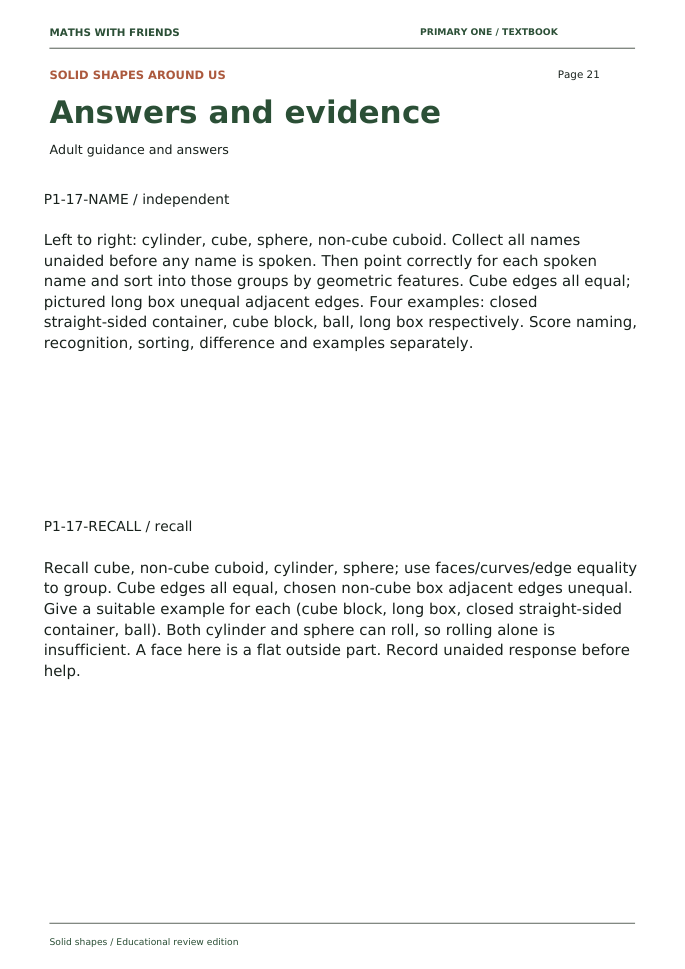 MATHS WITH FRIENDS
PRIMARY ONE / TEXTBOOK
SOLID SHAPES AROUND US
Page 21
Answers and evidence
Adult guidance and answers
P1-17-NAME / independent
Left to right: cylinder, cube, sphere, non-cube cuboid. Collect all names
unaided before any name is spoken. Then point correctly for each spoken
name and sort into those groups by geometric features. Cube edges all equal;
pictured long box unequal adjacent edges. Four examples: closed
straight-sided container, cube block, ball, long box respectively. Score naming,
recognition, sorting, difference and examples separately.
P1-17-RECALL / recall
Recall cube, non-cube cuboid, cylinder, sphere; use faces/curves/edge equality
to group. Cube edges all equal, chosen non-cube box adjacent edges unequal.
Give a suitable example for each (cube block, long box, closed straight-sided
container, ball). Both cylinder and sphere can roll, so rolling alone is
insufficient. A face here is a flat outside part. Record unaided response before
help.
Solid shapes / Educational review edition